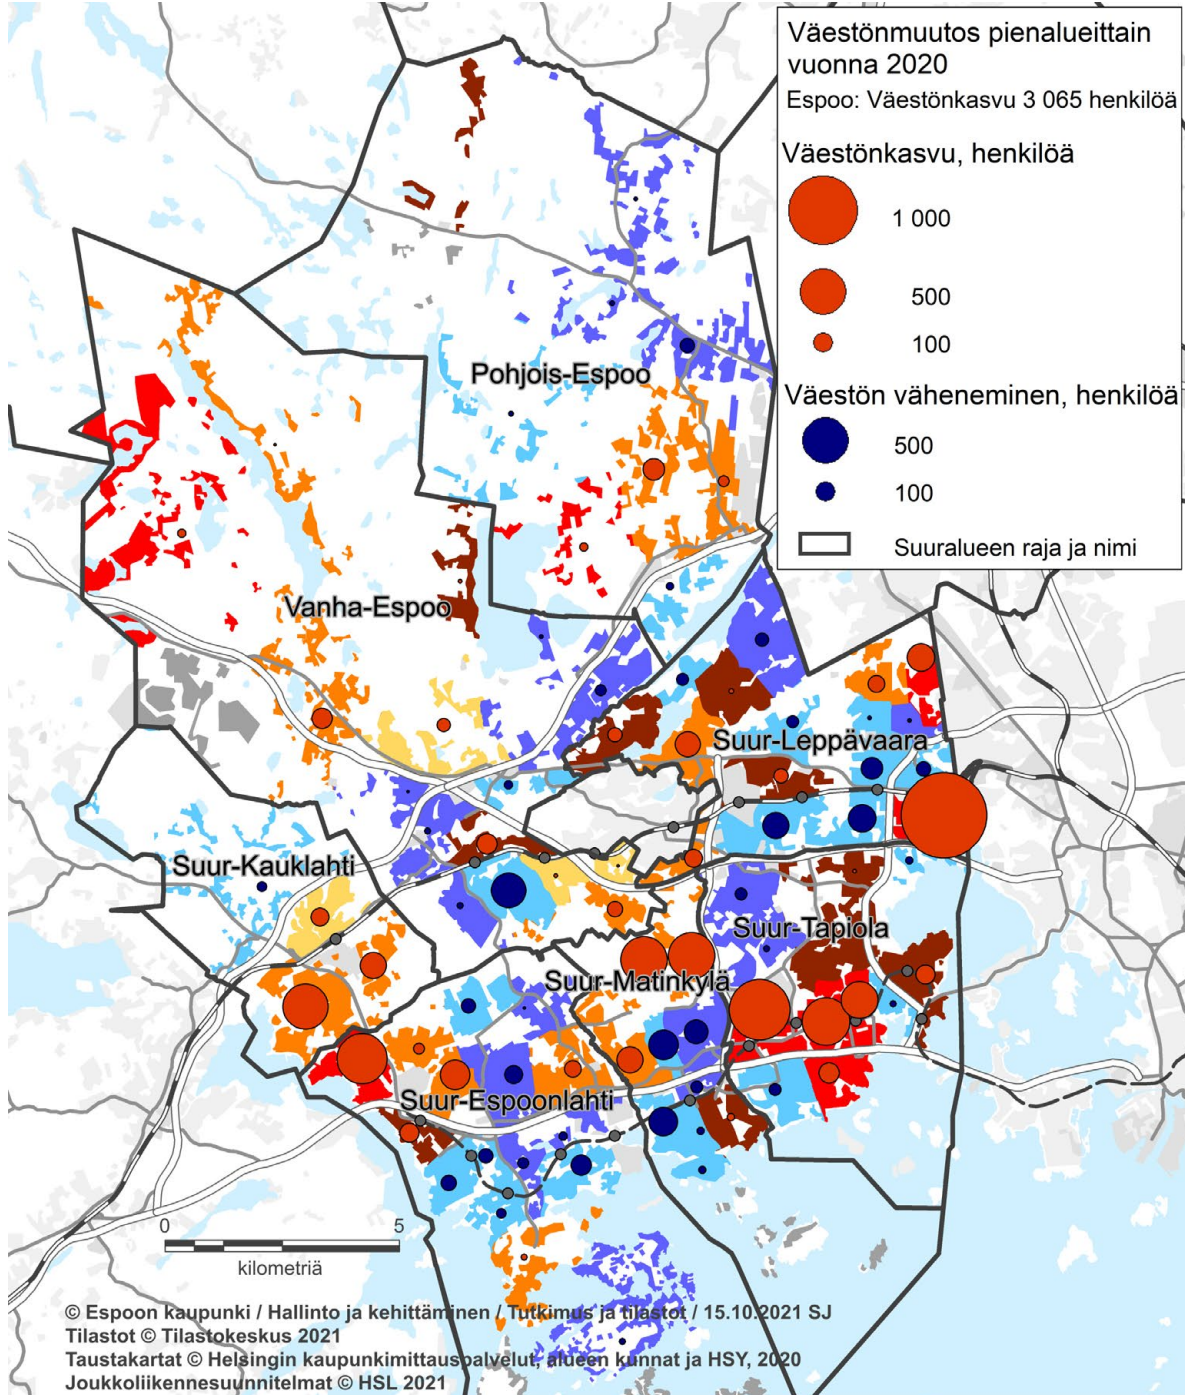 Väestönmuutos pienalueittain
vuonna 2020
Espoo: Väestönkasvu 3 065 henkilöä
Väestönkasvu, henkilöä
1 000
500
100
Väestön väheneminen, henkilöä
500
100
Suuralueen raja ja nimi
Pohjois-Espoo
Vanha-Espoo
Suur-Leppävaara
Suur-Kauklahti
Suur-Tapiola
Suur-Matinkylä
Suur-Espoonlahti
0 5
kilometriä
© Espoon kaupunki / Hallinto ja kehittäminen / Tutkimus ja tilastot / 15.10.2021 SJ
Tilastot © Tilastokeskus 2021
Taustakartat © Helsingin kaupunkimittauspalvelut, alueen kunnat ja HSY, 2020
Joukkoliikennesuunnitelmat © HSL 2021